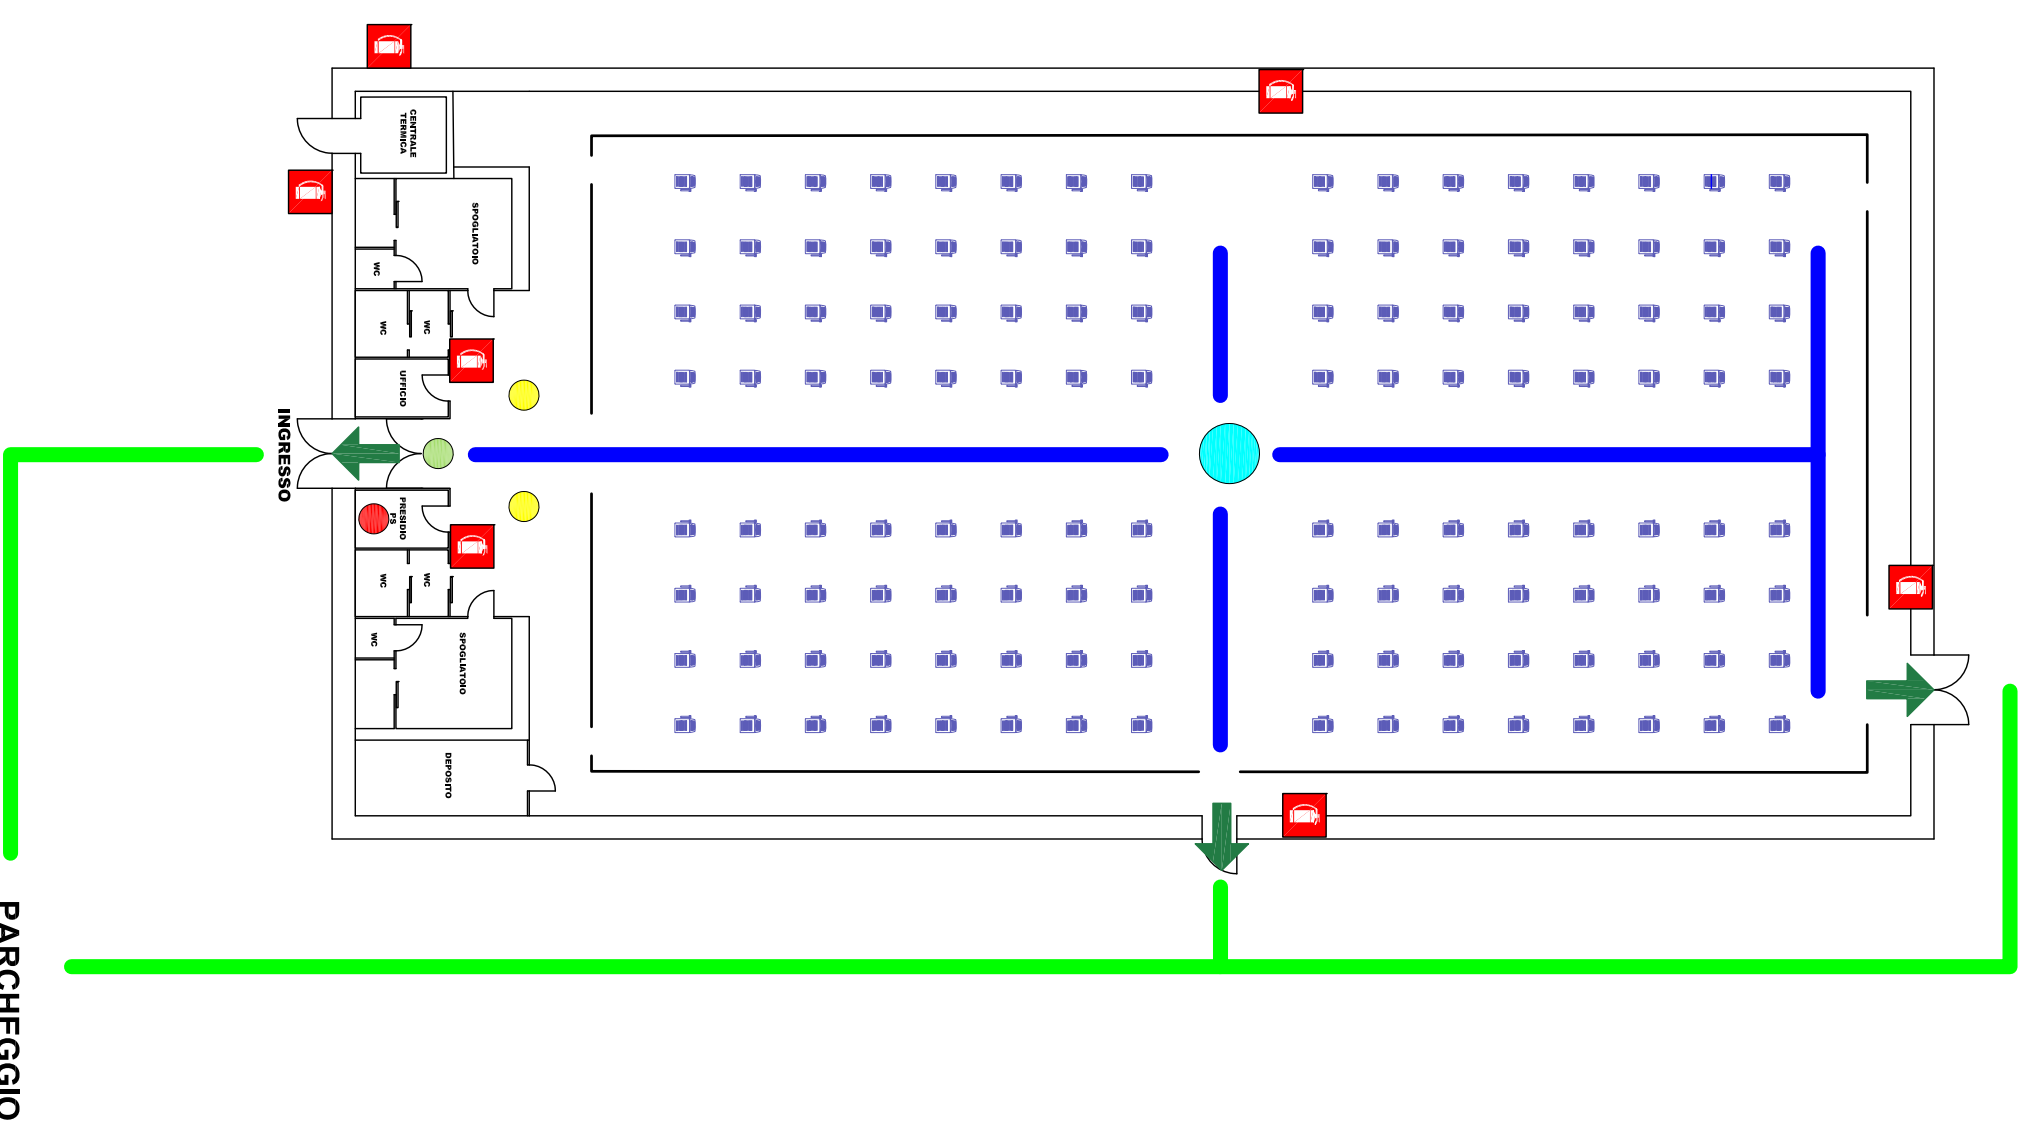 CENTRALE
TERMICA
SPOGLIATOIO
WC
WC
WC
UFFICIO
INGRESSO
PRESIDIO
PS
WC
WC
WC
SPOGLIATOIO
DEPOSITO
PARCHEGGIO